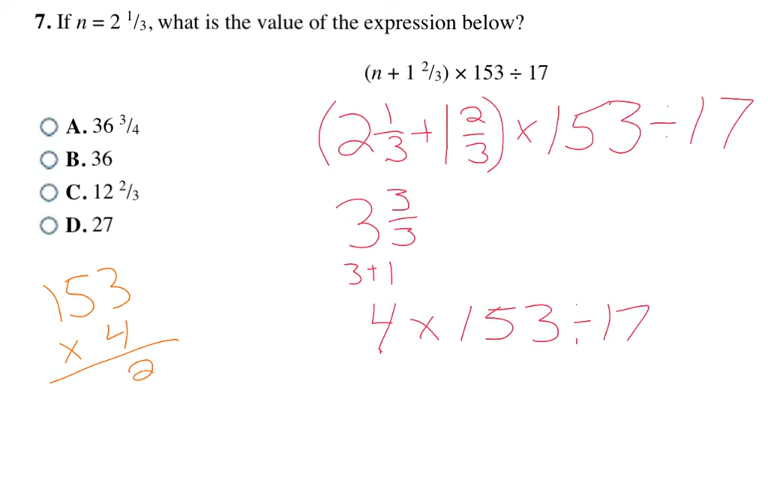 7. If n = 2 1/3, what is the value of the expression below?
(n + 1 2/3) × 153 ÷ 17
(2 1/3 + 1 2/3) × 153 ÷ 17
A. 36 3/4
B. 36
C. 12 2/3
D. 27
3 3/3
3 + 1
4 × 153 ÷ 17
153
× 4
2